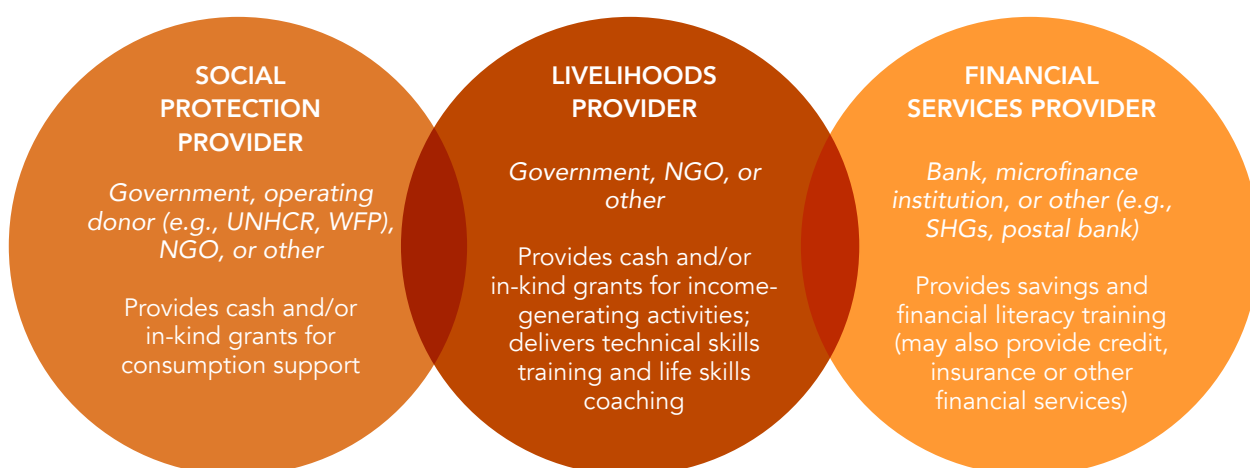 SOCIAL
PROTECTION
PROVIDER
Government, operating
donor (e.g., UNHCR, WFP),
NGO, or other
Provides cash and/or
in-kind grants for
consumption support
LIVELIHOODS
PROVIDER
Government, NGO, or
other
Provides cash and/or
in-kind grants for income-
generating activities;
delivers technical skills
training and life skills
coaching
FINANCIAL
SERVICES PROVIDER
Bank, microfinance
institution, or other (e.g.,
SHGs, postal bank)
Provides savings and
financial literacy training
(may also provide credit,
insurance or other
financial services)